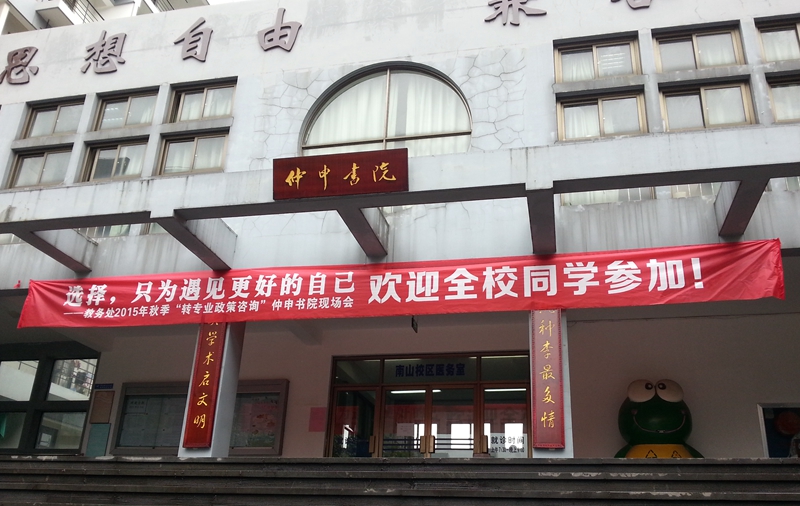 思想自由
仲申书院
选择，只为遇见更好的自己 欢迎全校同学参加！
——教务处2015年秋季“转专业政策咨询”仲申书院现场会
南山校区医务室
学术启文明
科李最多情
就诊时间